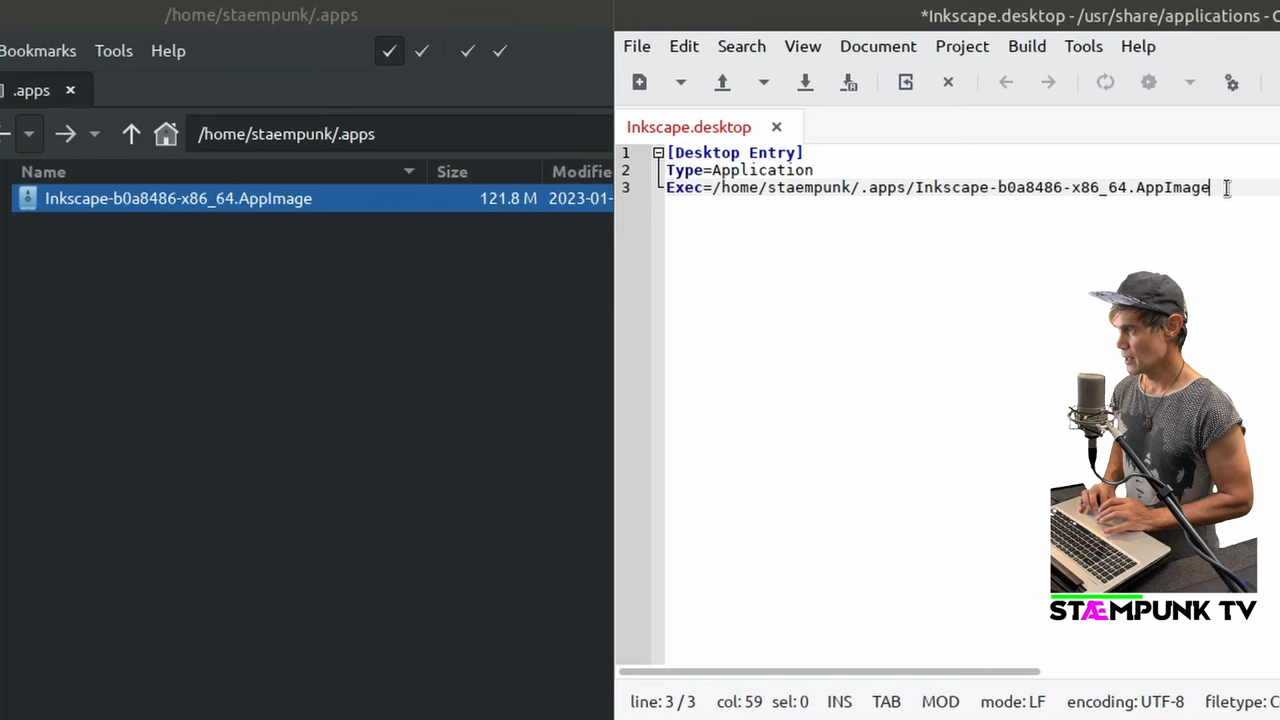 /home/staempunk/.apps
Bookmarks Tools Help
.apps
/home/staempunk/.apps
Name Size Modifie
Inkscape-b0a8486-x86_64.AppImage 121.8 M 2023-01-
*Inkscape.desktop - /usr/share/applications -
File Edit Search View Document Project Build Tools Help
Inkscape.desktop
1 [Desktop Entry]
2 Type=Application
3 Exec=/home/staempunk/.apps/Inkscape-b0a8486-x86_64.AppImage
STÆMPUNK TV
line: 3 / 3 col: 59 sel: 0 INS TAB MOD mode: LF encoding: UTF-8 filetype: C